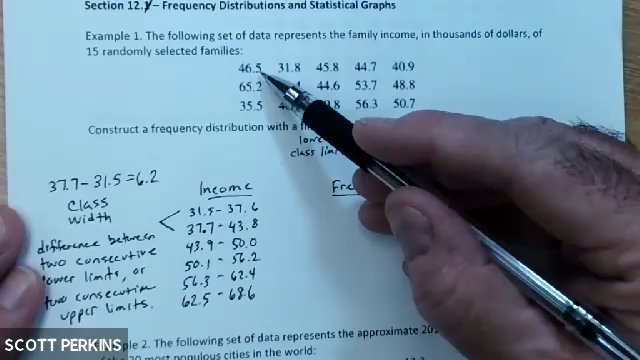 Section 12.1 – Frequency Distributions and Statistical Graphs
Example 1. The following set of data represents the family income, in thousands of dollars, of
15 randomly selected families:
46.5 31.8 45.8 44.7 40.9
65.2 44.6 53.7 48.8
35.5 56.3 50.7
Construct a frequency distribution with a
lowe
class lim
37.7 – 31.5 = 6.2
class
width
difference between
two consecutive
lower limits, or
two consecutive
upper limits.
Income
31.5 – 37.6
37.7 – 43.8
43.9 – 50.0
50.1 – 56.2
56.3 – 62.4
62.5 – 68.6
Fre
ple 2. The following set of data represents the approximate 20
most populous cities in the world:
SCOTT PERKINS